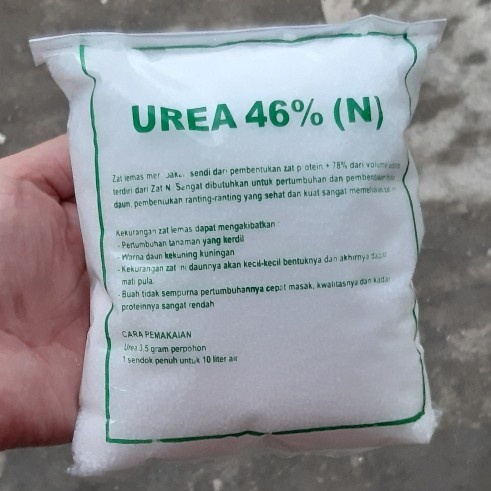 UREA 46% (N)
Zat lemas sendi dari pembentukan zat protein + 78% dari volume
terdiri dari Zat N. Sangat dibutuhkan untuk pertumbuhan dan
daun, pembentukan ranting-ranting yang sehat dan kuat sangat
Kekurangan zat lemas dapat mengakibatkan
- Pertumbuhan tanaman yang kerdil
- Warna daun kekuning kuningan
- Kekurangan zat ini daunnya akan kecil-kecil bentuknya dan akhirnya dapat
mati pula.
- Buah tidak sempurna pertumbuhannya cepat masak, kwalitasnya dan kadar
proteinnya sangat rendah
CARA PEMAKAIAN
Urea 3,5 gram perpohon
1 sendok penuh untuk 10 liter air